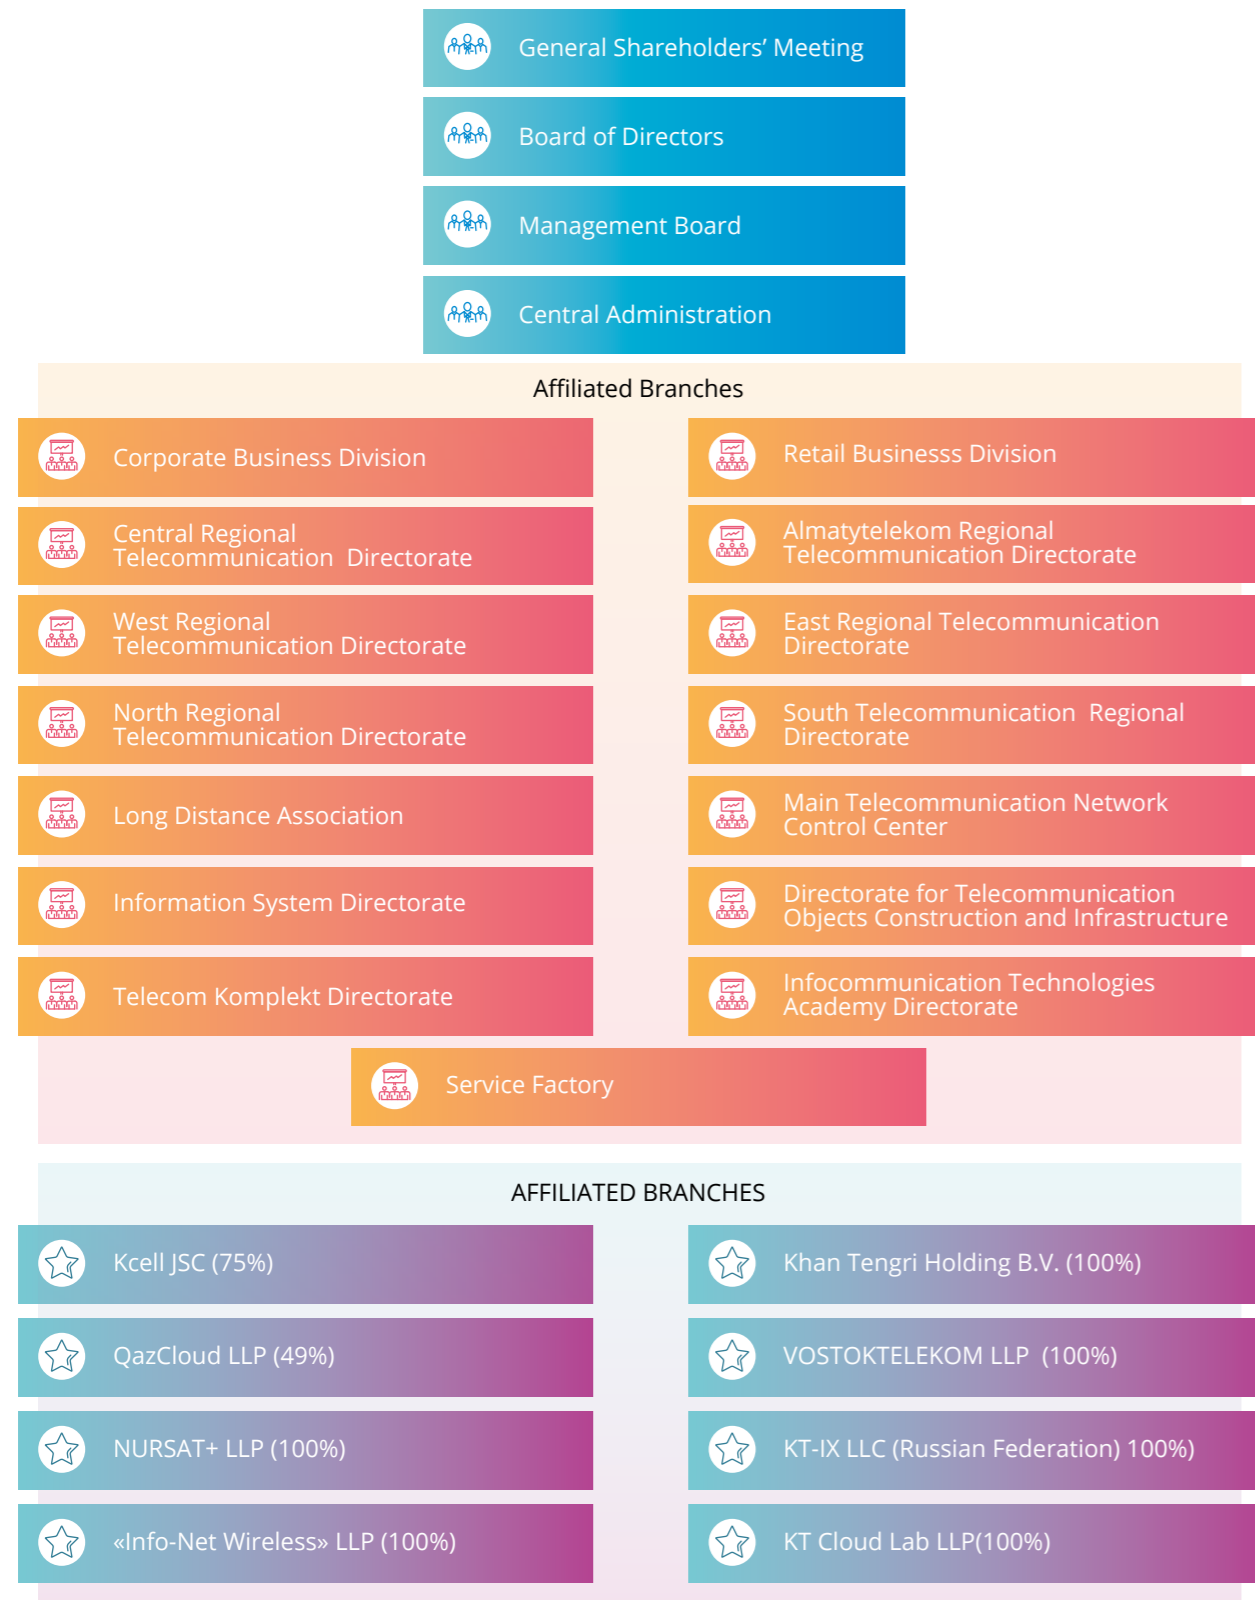 General Shareholders’ Meeting
Board of Directors
Management Board
Central Administration
Affiliated Branches
Corporate Business Division
Retail Businesss Division
Central Regional
Telecommunication  Directorate
Almatytelekom Regional
Telecommunication Directorate
West Regional
Telecommunication Directorate
East Regional Telecommunication
Directorate
North Regional
Telecommunication Directorate
South Telecommunication  Regional
Directorate
Long Distance Association
Main Telecommunication Network
Control Center
Information System Directorate
Directorate for Telecommunication
Objects Construction and Infrastructure
Telecom Komplekt Directorate
Infocommunication Technologies
Academy Directorate
Service Factory
AFFILIATED BRANCHES
Kcell JSC (75%)
Khan Tengri Holding B.V. (100%)
QazCloud LLP (49%)
VOSTOKTELEKOM LLP  (100%)
NURSAT+ LLP (100%)
KT-IX LLC (Russian Federation) 100%)
«Info-Net Wireless» LLP (100%)
KT Cloud Lab LLP(100%)